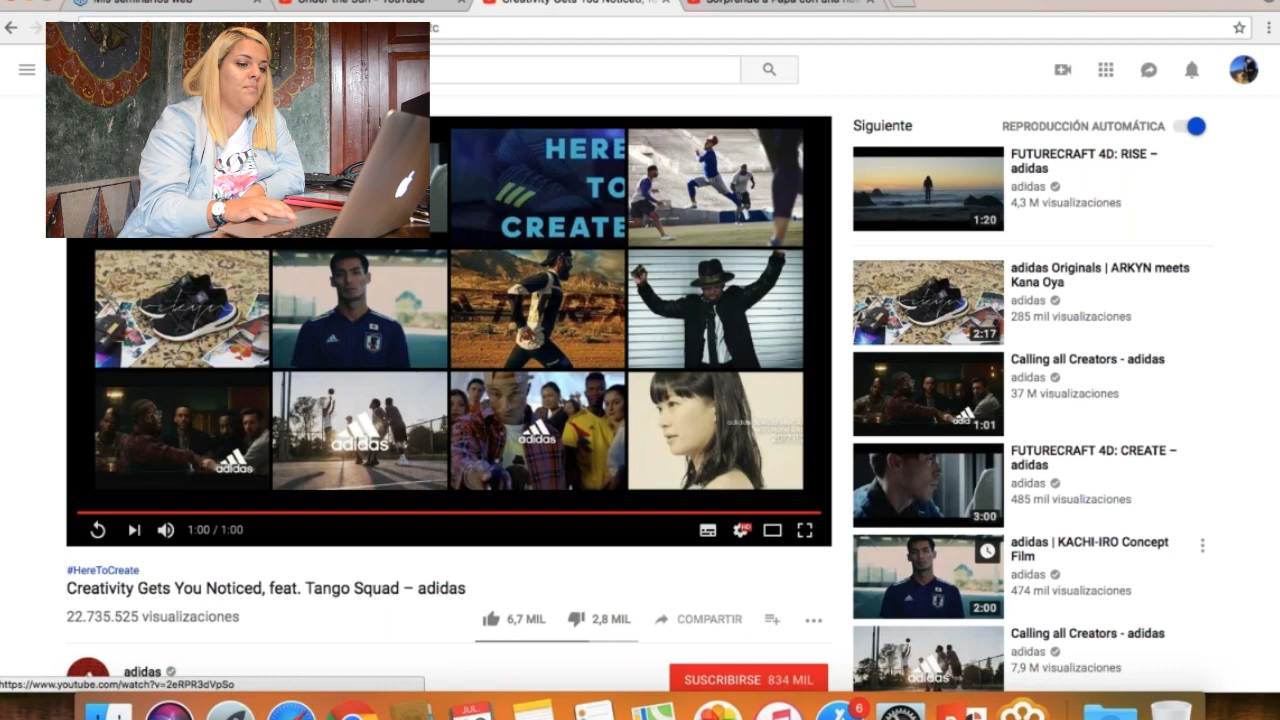 Mis seminarios web
Under the Sun - YouTube
Creativity Gets You Noticed,
Sorprende a Papá con una
HERE
TO
CREATE
adidas
adidas
adidas
1:00 / 1:00
#HereToCreate
Creativity Gets You Noticed, feat. Tango Squad – adidas
22.735.525 visualizaciones
6,7 MIL
2,8 MIL
COMPARTIR
adidas
SUSCRIBIRSE 834 MIL
https://www.youtube.com/watch?v=2eRPR3dVpSo
Siguiente
REPRODUCCIÓN AUTOMÁTICA
1:20
FUTURECRAFT 4D: RISE –
adidas
adidas
4,3 M visualizaciones
2:17
adidas Originals | ARKYN meets
Kana Oya
adidas
285 mil visualizaciones
1:01
Calling all Creators - adidas
adidas
37 M visualizaciones
3:00
FUTURECRAFT 4D: CREATE –
adidas
adidas
485 mil visualizaciones
2:00
adidas | KACHI-IRO Concept
Film
adidas
474 mil visualizaciones
adidas
Calling all Creators - adidas
adidas
7,9 M visualizaciones
JUL
6